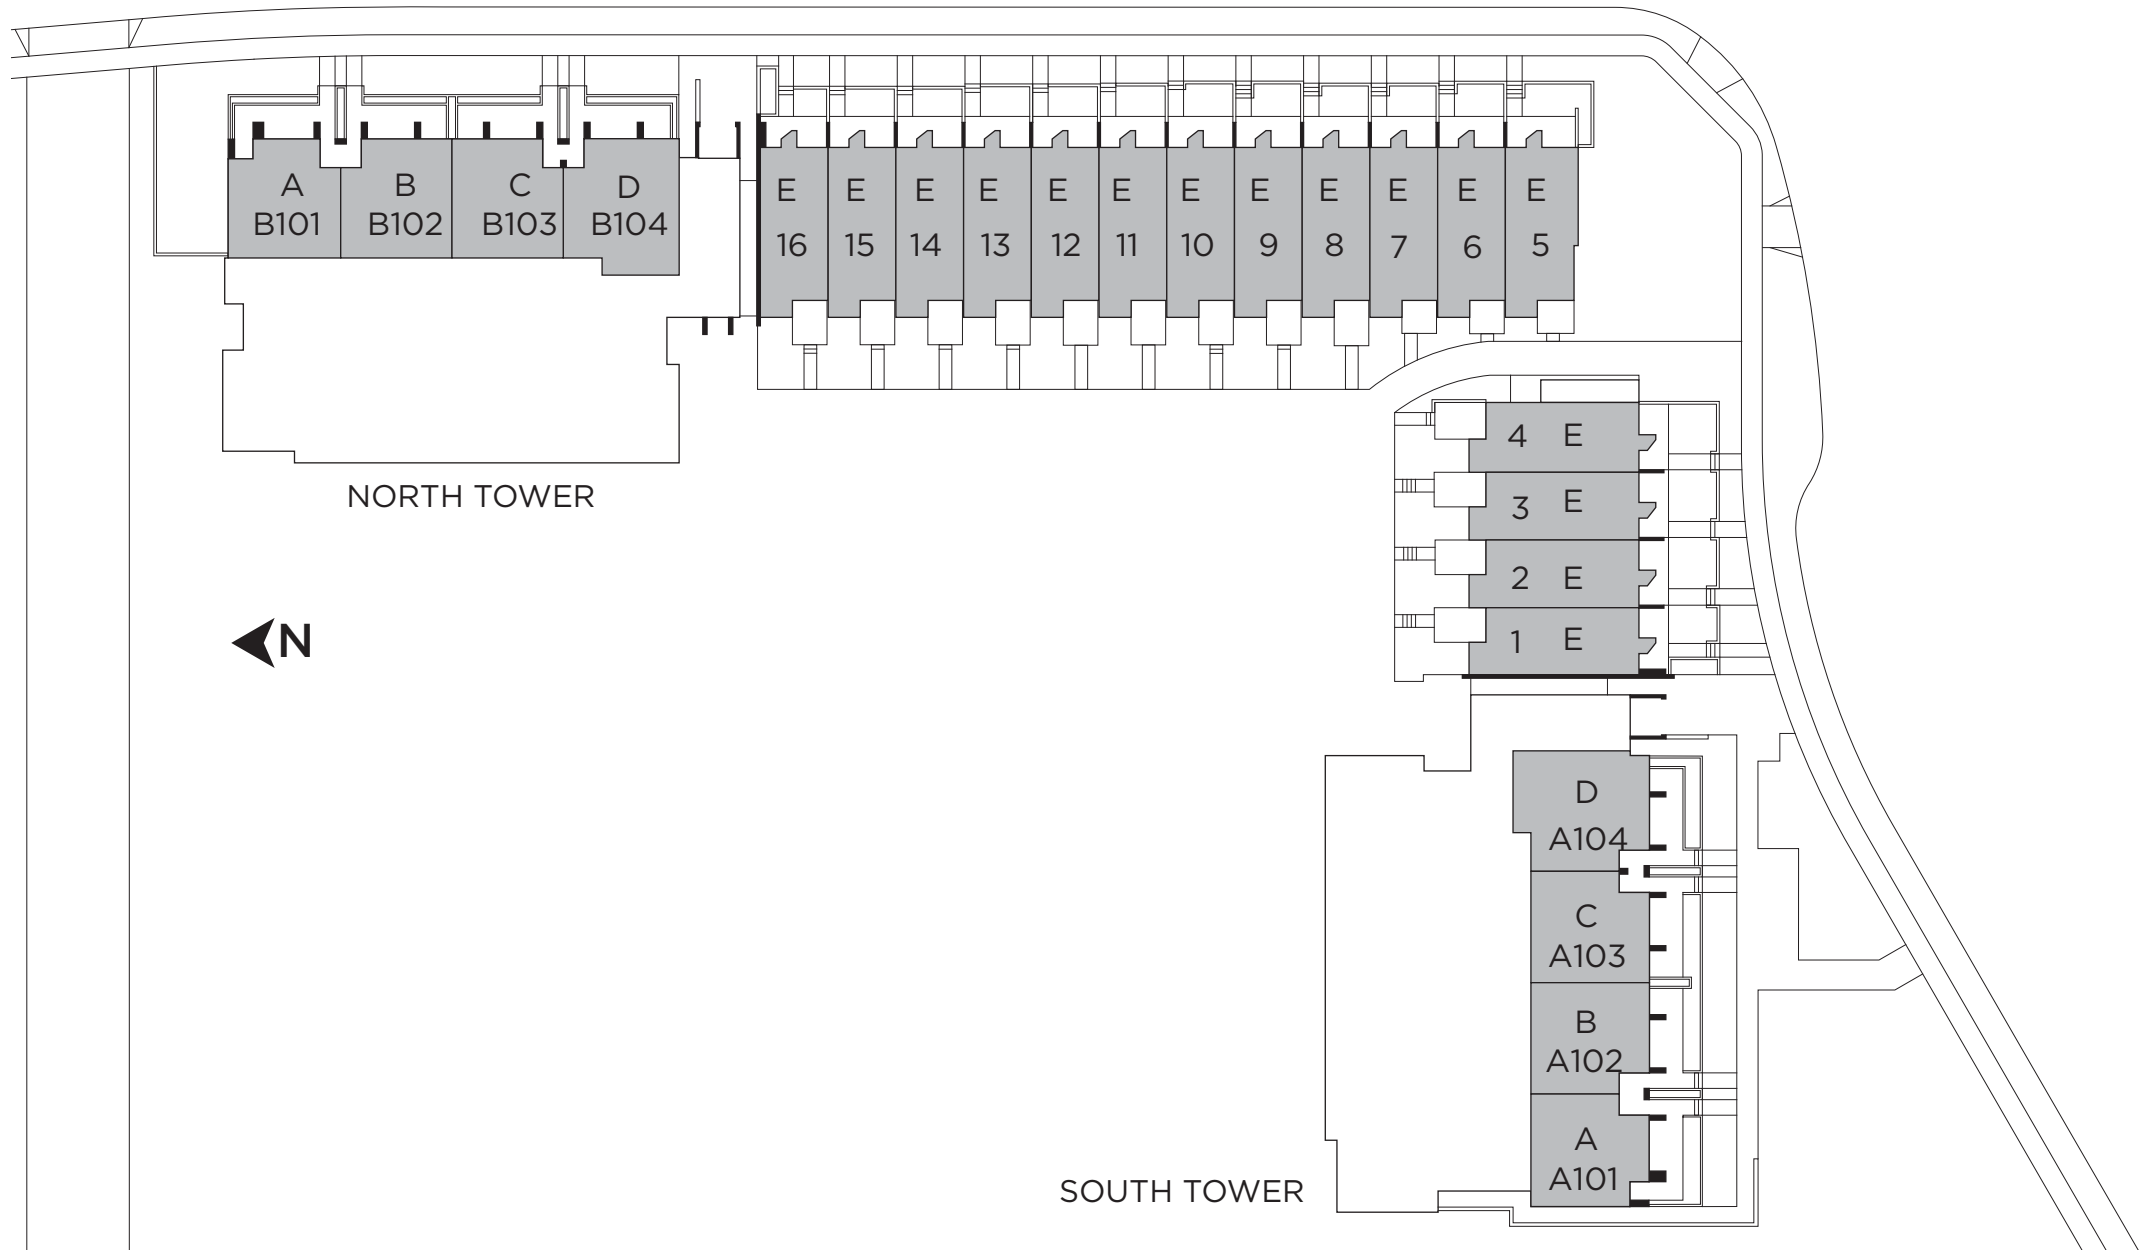 A
B101
B
B102
C
B103
D
B104
E E E E E E E E E E E E
16 15 14 13 12 11 10 9 8 7 6 5
NORTH TOWER
4 E
3 E
2 E
1 E
N
D
A104
C
A103
B
A102
A
A101
SOUTH TOWER